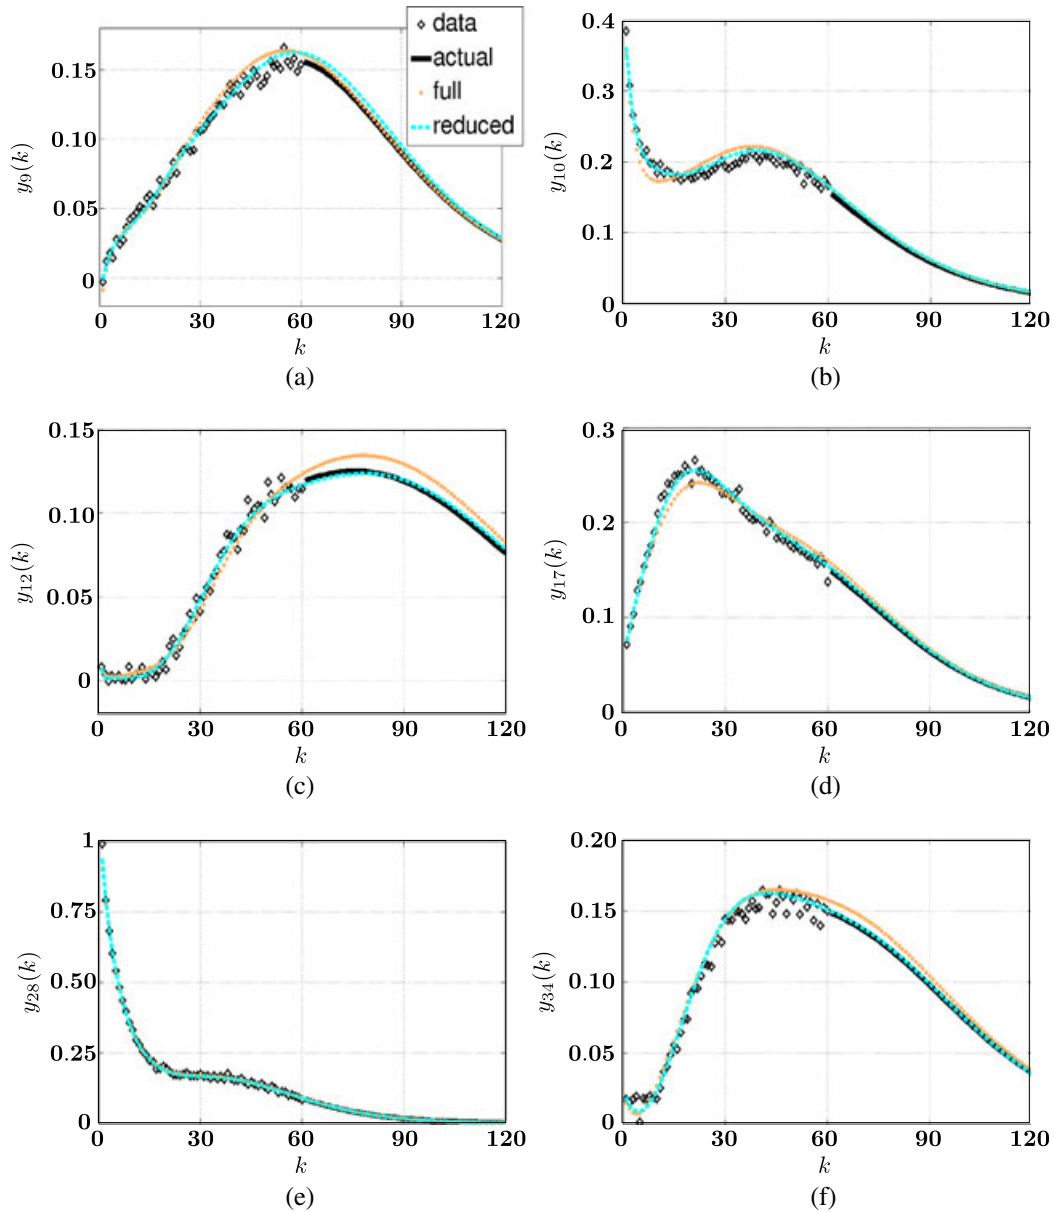 data
actual
full
reduced
0.15
0.10
0.05
0
y9(k)
0 30 60 90 120
k
(a)
0.4
0.3
0.2
0.1
0
y10(k)
0 30 60 90 120
k
(b)
0.15
0.10
0.05
0
y12(k)
0 30 60 90 120
k
(c)
0.3
0.2
0.1
0
y17(k)
0 30 60 90 120
k
(d)
1
0.75
0.50
0.25
0
y28(k)
0 30 60 90 120
k
(e)
0.20
0.15
0.10
0.05
0
y34(k)
0 30 60 90 120
k
(f)